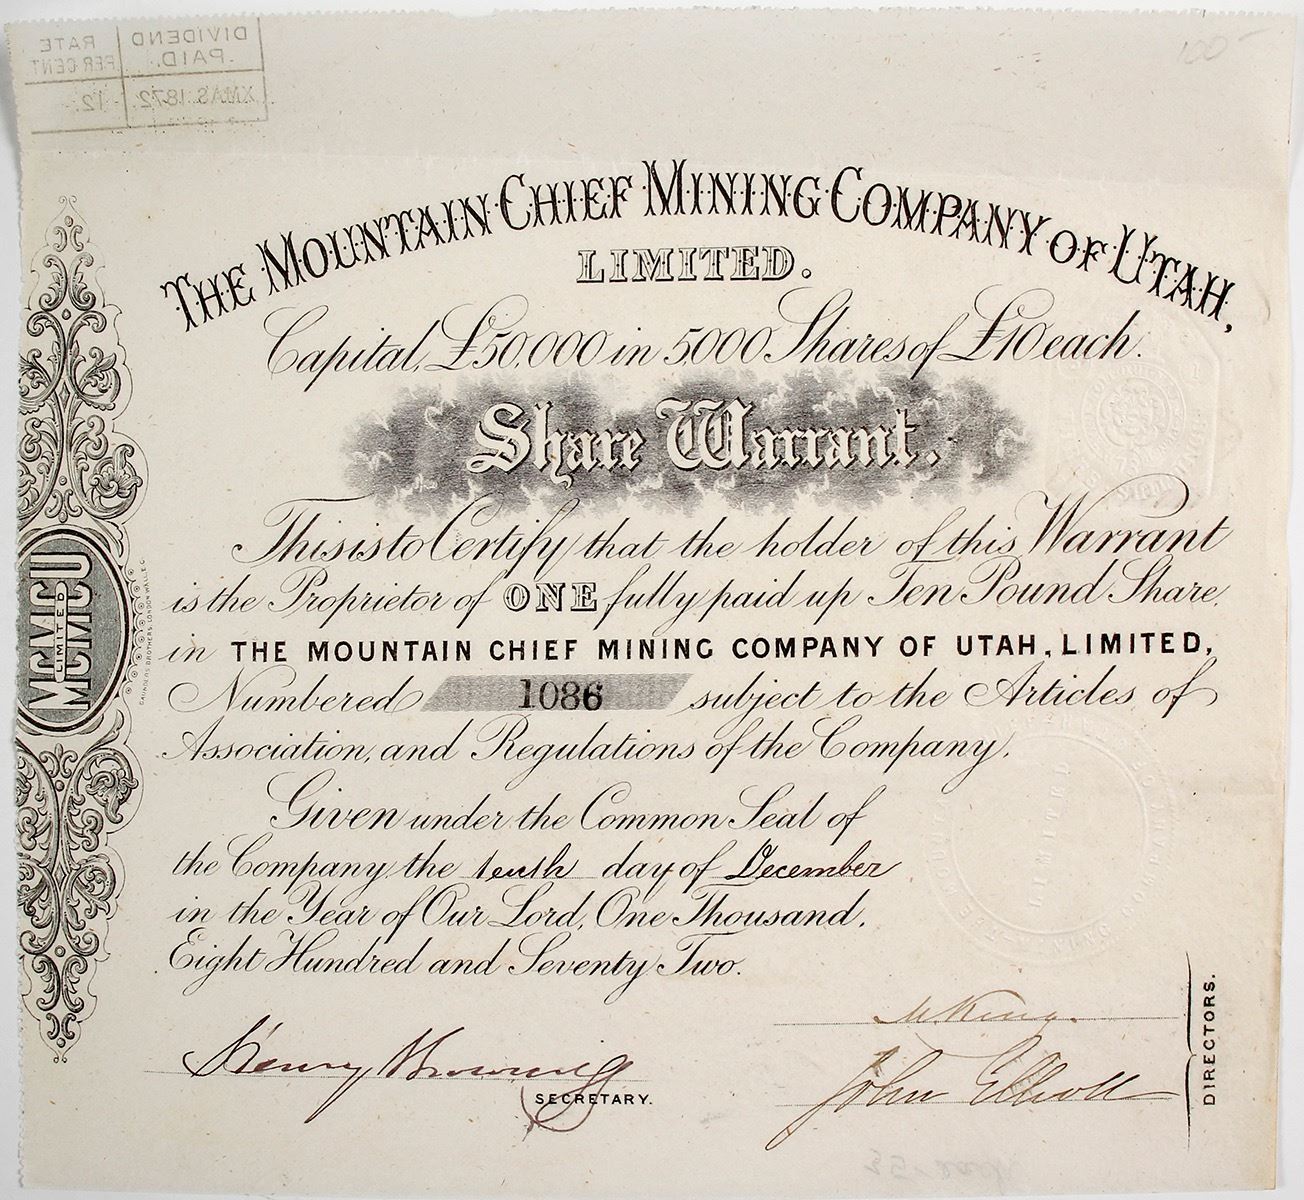 DIVIDEND PAID.
RATE PER CENT
XMAS. 1872.
12.
100-
THE MOUNTAIN CHIEF MINING COMPANY OF UTAH,
LIMITED.
Capital, £50,000 in 5000 Shares of £10 each.
Share Warrant.
This is to Certify that the holder of this Warrant
is the Proprietor of ONE fully paid up Ten Pound Share,
in THE MOUNTAIN CHIEF MINING COMPANY OF UTAH, LIMITED,
Numbered 1086 subject to the Articles of
Association, and Regulations of the Company.
Given under the Common Seal of
the Company the tenth day of December
in the Year of Our Lord, One Thousand,
Eight Hundred and Seventy Two.
MCMCU
LIMITED
MCMCU
LIMITED
Henry Browning
SECRETARY.
King.
John Elliott
DIRECTORS.